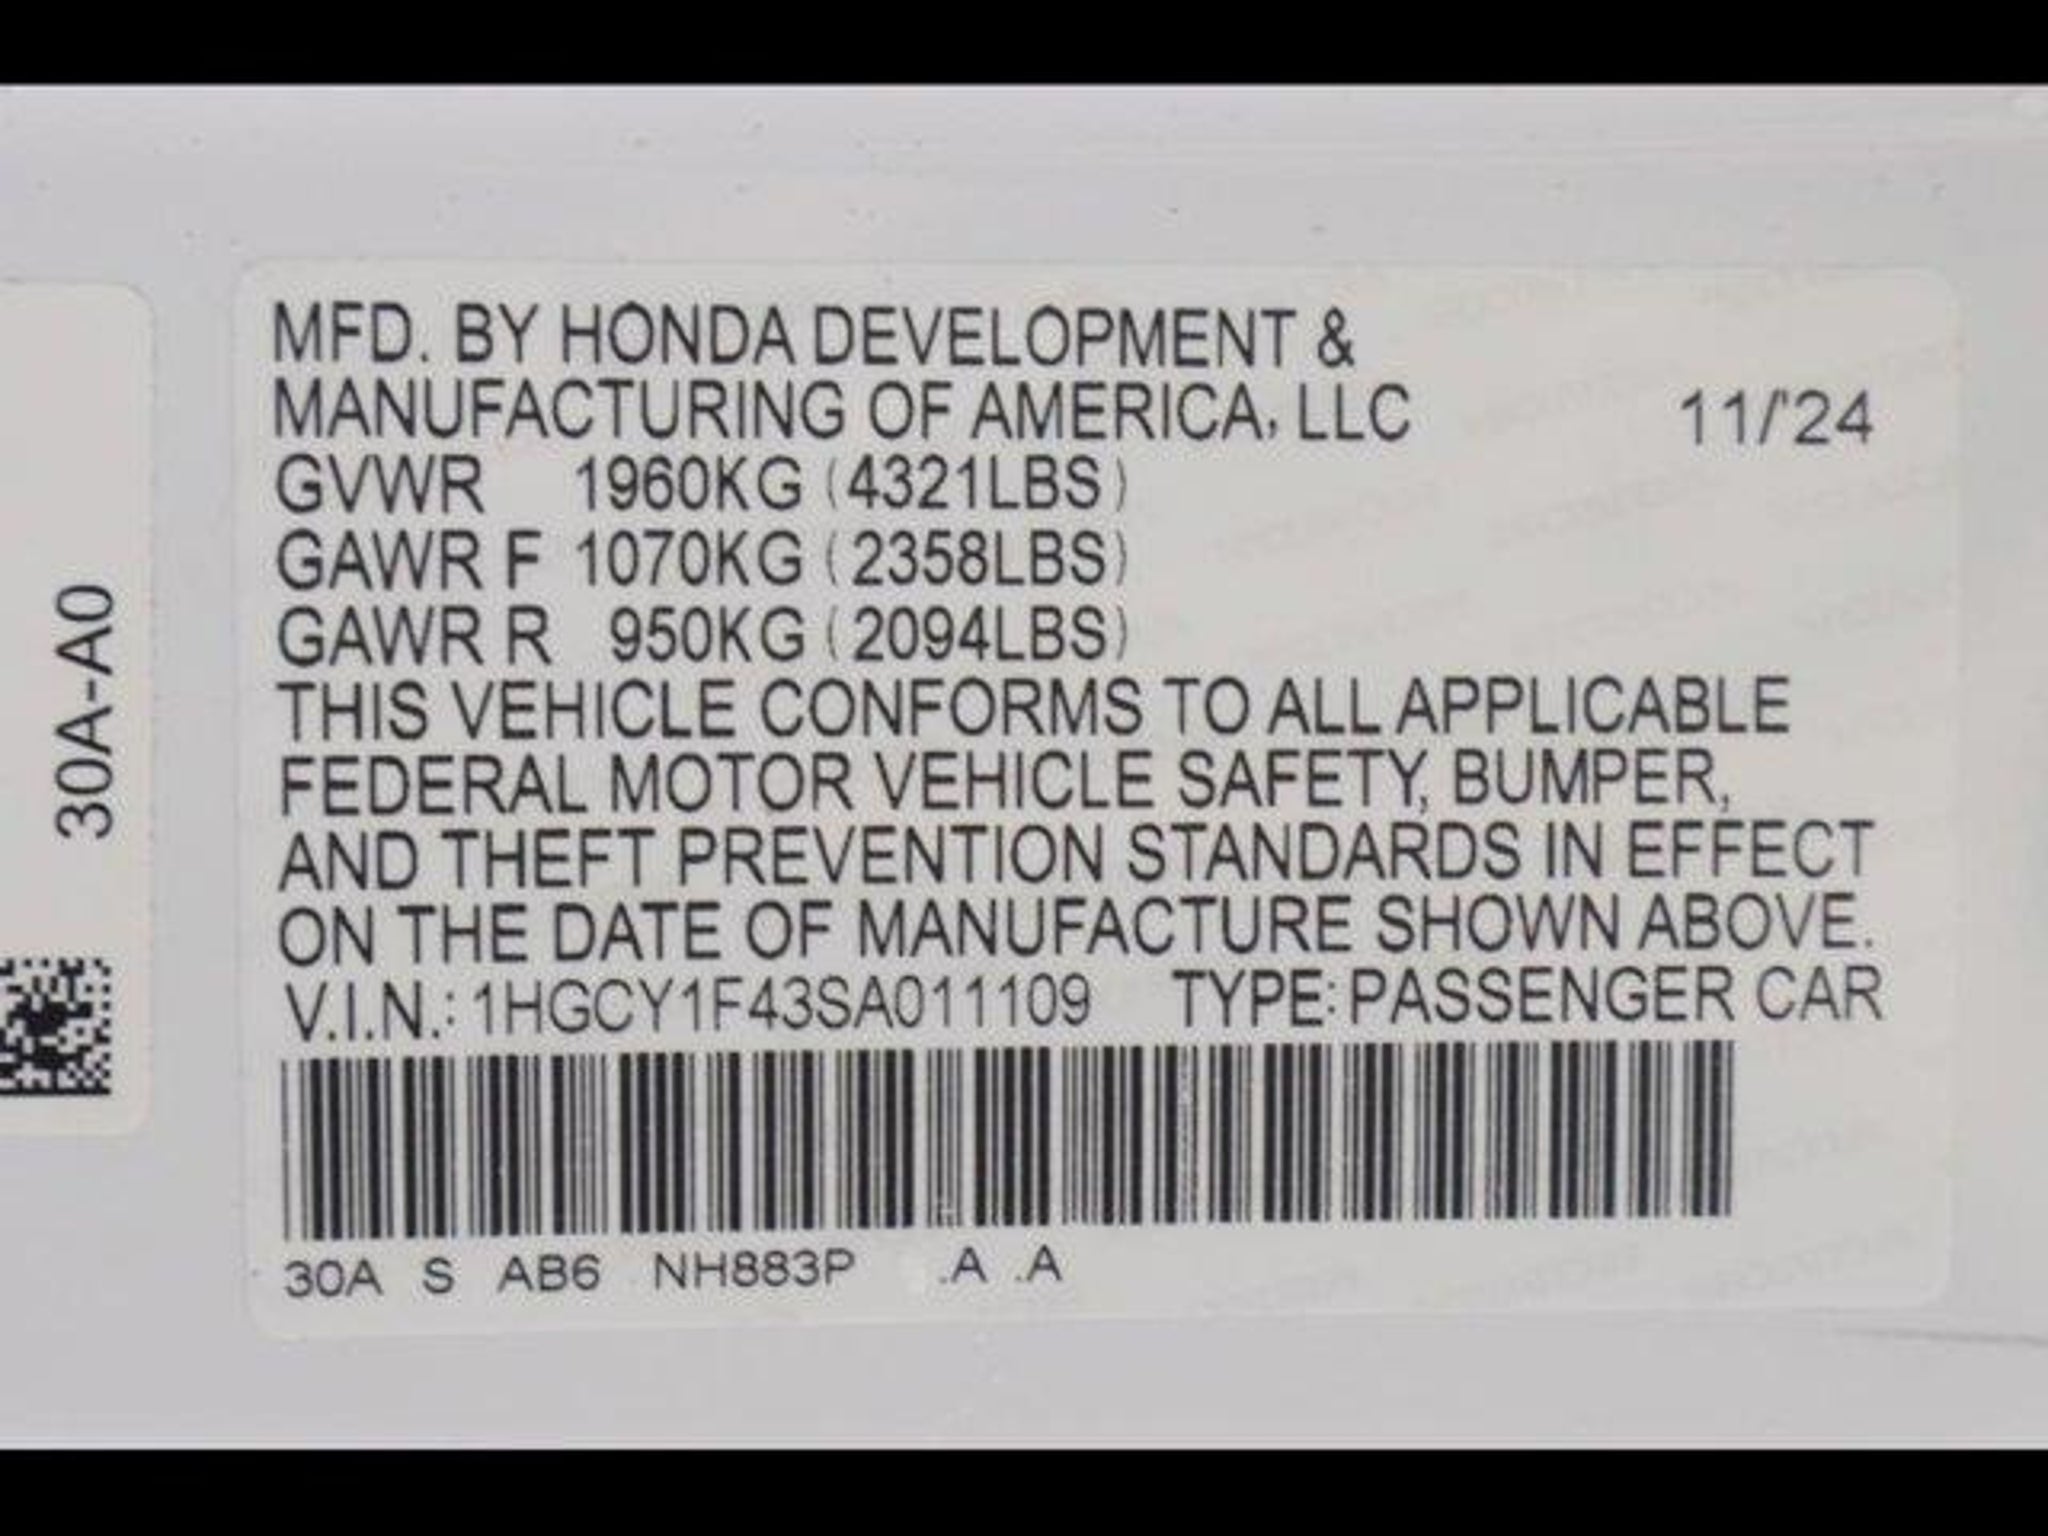 MFD. BY HONDA DEVELOPMENT &
MANUFACTURING OF AMERICA, LLC 11/'24
GVWR 1960KG (4321LBS)
GAWR F 1070KG (2358LBS)
GAWR R 950KG (2094LBS)
THIS VEHICLE CONFORMS TO ALL APPLICABLE
FEDERAL MOTOR VEHICLE SAFETY, BUMPER,
AND THEFT PREVENTION STANDARDS IN EFFECT
ON THE DATE OF MANUFACTURE SHOWN ABOVE.
V.I.N.: 1HGCY1F43SA011109 TYPE: PASSENGER CAR
30A S AB6 NH883P .A .A
30A-A0